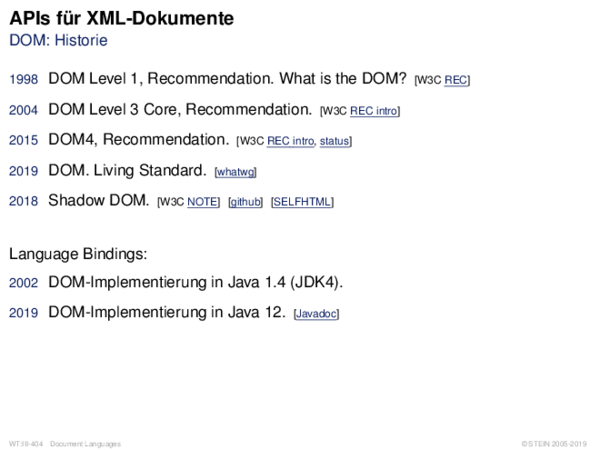 APIs für XML-Dokumente
DOM: Historie
1998 DOM Level 1, Recommendation. What is the DOM? [W3C REC]
2004 DOM Level 3 Core, Recommendation. [W3C REC intro]
2015 DOM4, Recommendation. [W3C REC intro, status]
2019 DOM. Living Standard. [whatwg]
2018 Shadow DOM. [W3C NOTE] [github] [SELFHTML]
Language Bindings:
2002 DOM-Implementierung in Java 1.4 (JDK4).
2019 DOM-Implementierung in Java 12. [Javadoc]
WT:III-404 Document Languages
© STEIN 2005-2019